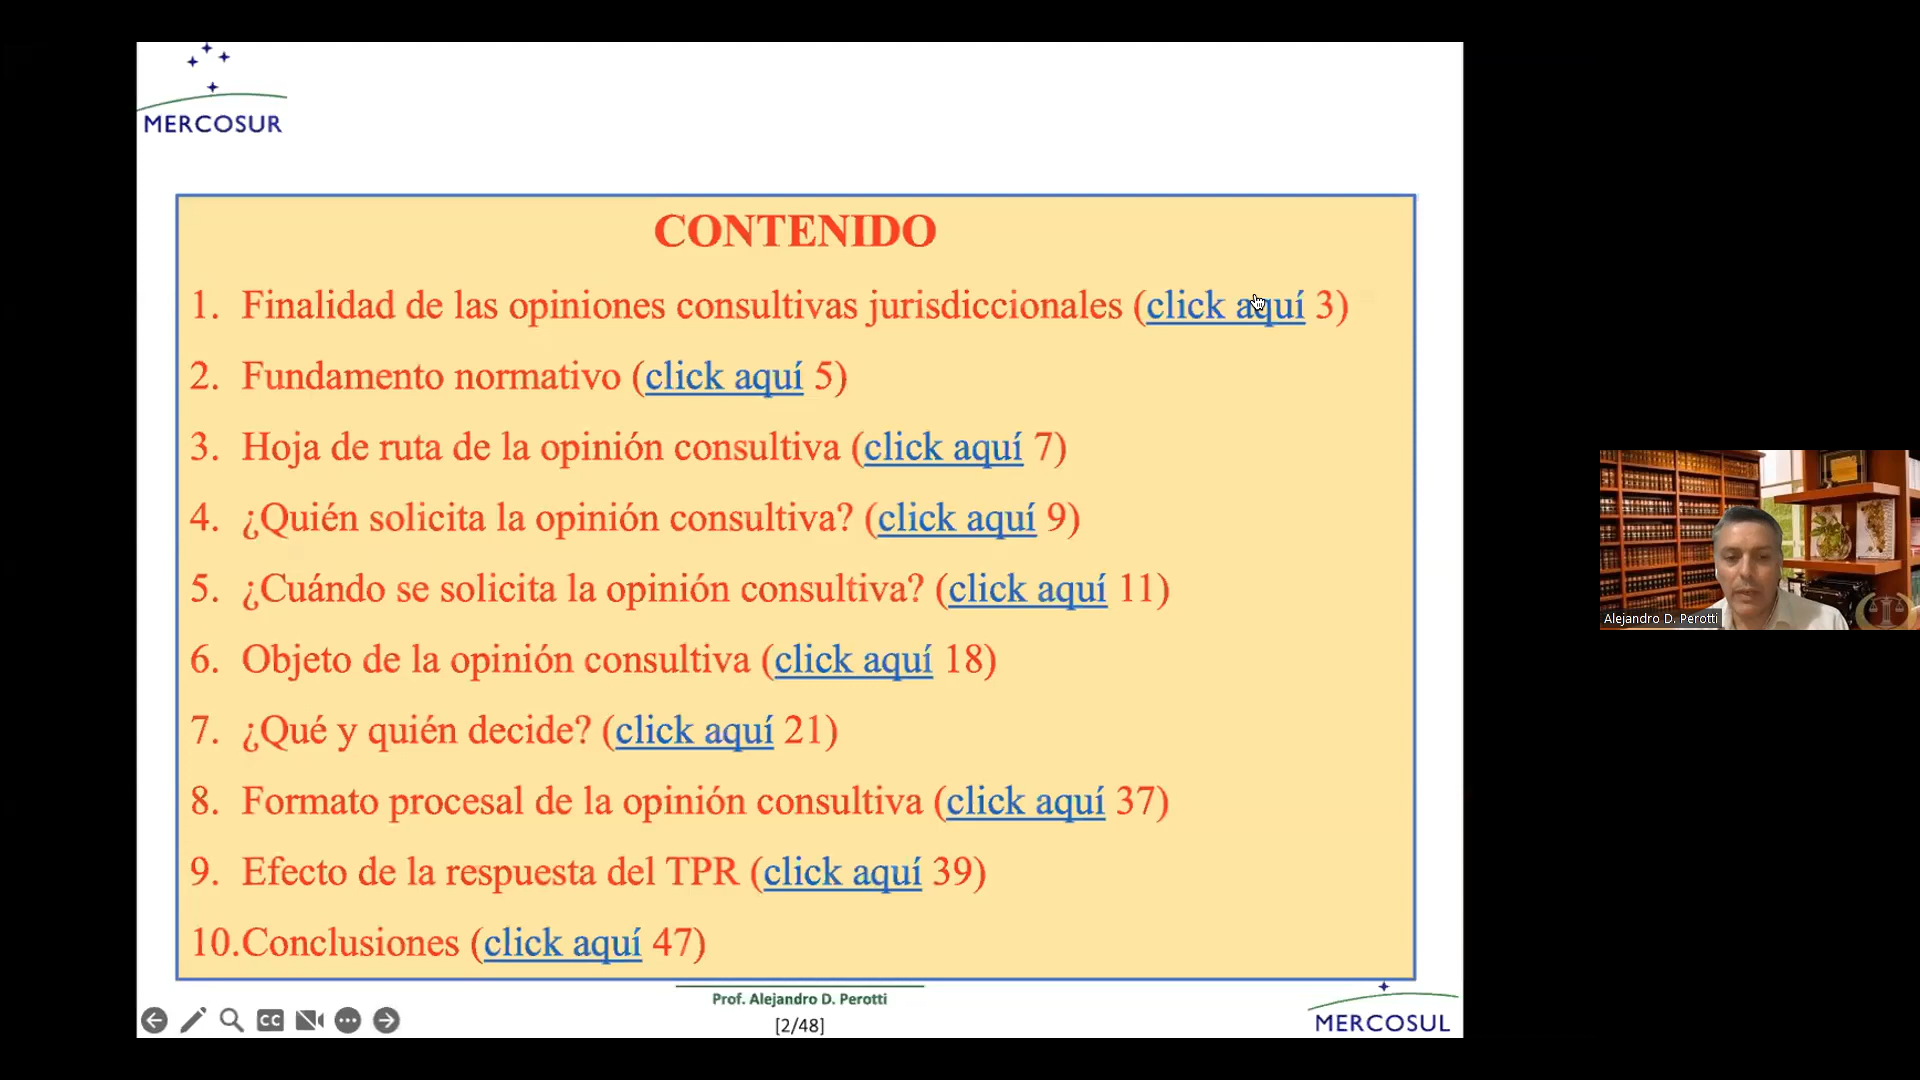 MERCOSUR
CONTENIDO
1. Finalidad de las opiniones consultivas jurisdiccionales (click aquí 3)
2. Fundamento normativo (click aquí 5)
3. Hoja de ruta de la opinión consultiva (click aquí 7)
4. ¿Quién solicita la opinión consultiva? (click aquí 9)
5. ¿Cuándo se solicita la opinión consultiva? (click aquí 11)
6. Objeto de la opinión consultiva (click aquí 18)
7. ¿Qué y quién decide? (click aquí 21)
8. Formato procesal de la opinión consultiva (click aquí 37)
9. Efecto de la respuesta del TPR (click aquí 39)
10.Conclusiones (click aquí 47)
Prof. Alejandro D. Perotti
[2/48]
MERCOSUL
CC
Alejandro D. Perotti